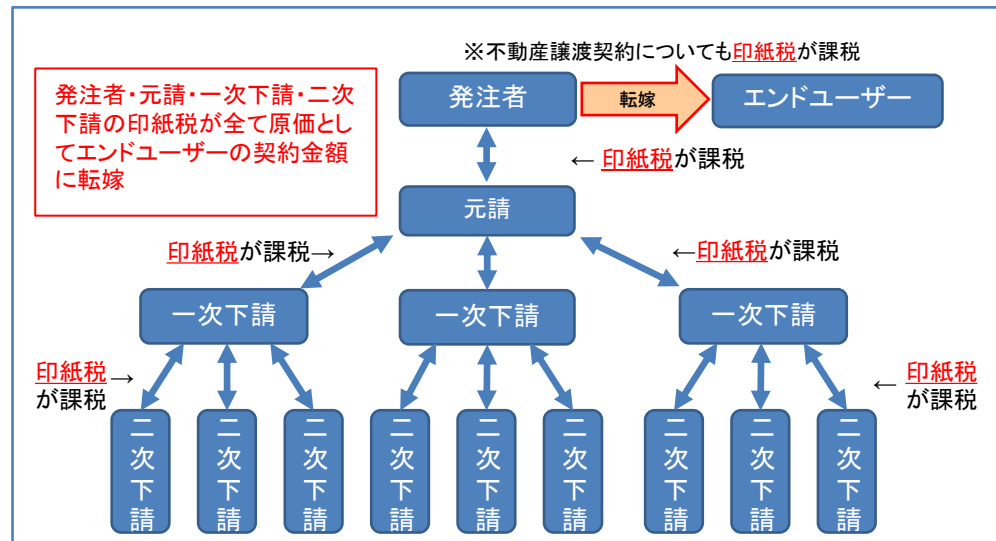 ※不動産譲渡契約についても印紙税が課税
発注者・元請・一次下請・二次
下請の印紙税が全て原価とし
てエンドユーザーの契約金額
に転嫁
発注者
転嫁
エンドユーザー
← 印紙税が課税
元請
印紙税が課税→
←印紙税が課税
一次下請
一次下請
一次下請
印紙税→
が課税
← 印紙税
が課税
二次下請
二次下請
二次下請
二次下請
二次下請
二次下請
二次下請
二次下請
二次下請